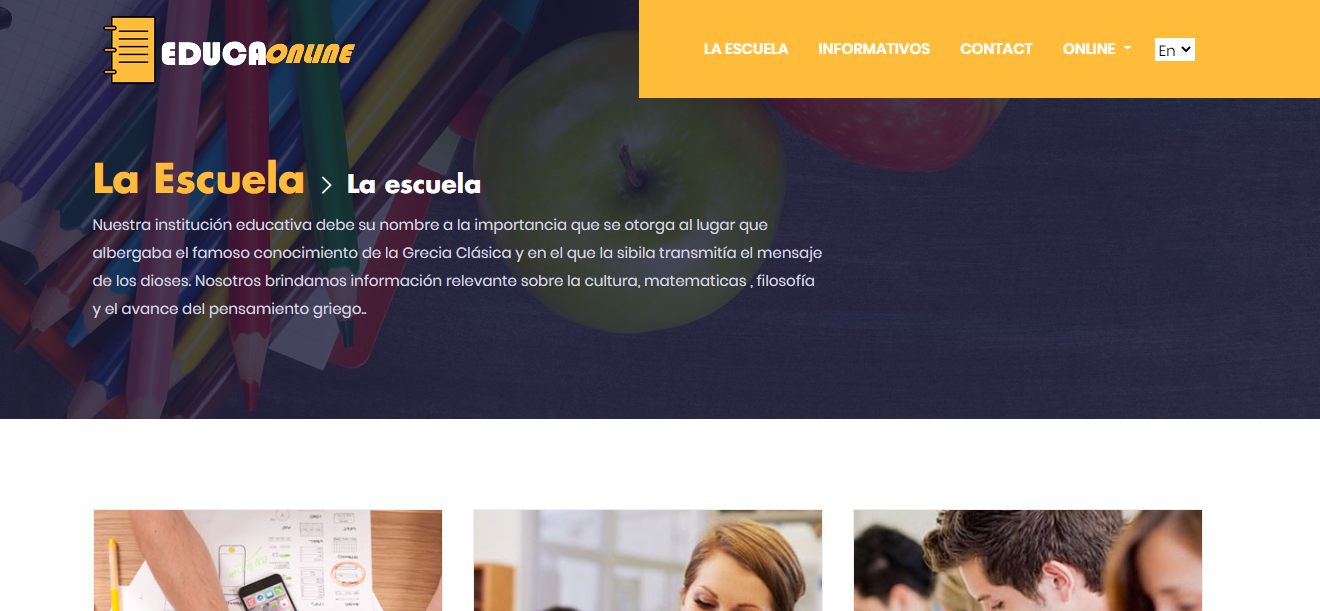 EDUCAONLINE
LA ESCUELA INFORMATIVOS CONTACT ONLINE En
La Escuela > La escuela
Nuestra institución educativa debe su nombre a la importancia que se otorga al lugar que
albergaba el famoso conocimiento de la Grecia Clásica y en el que la sibila transmitía el mensaje
de los dioses. Nosotros brindamos información relevante sobre la cultura, matematicas , filosofía
y el avance del pensamiento griego..